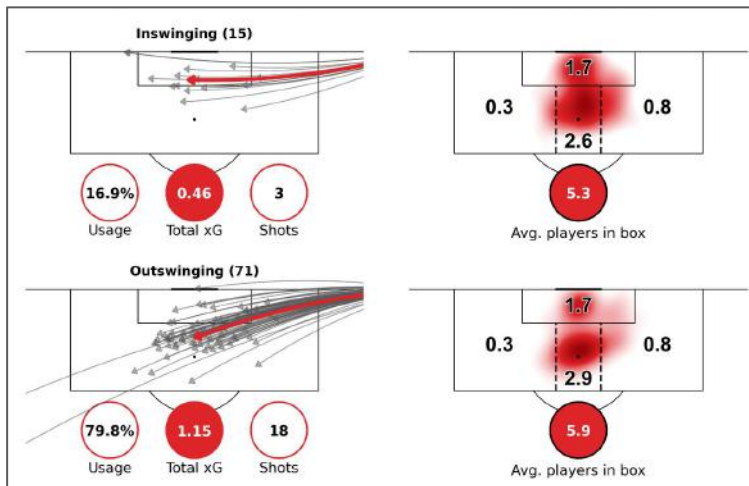 Inswinging (15)
1.7
0.3
0.8
2.6
16.9%
0.46
3
5.3
Usage
Total xG
Shots
Avg. players in box
Outswinging (71)
1.7
0.3
0.8
2.9
79.8%
1.15
18
5.9
Usage
Total xG
Shots
Avg. players in box